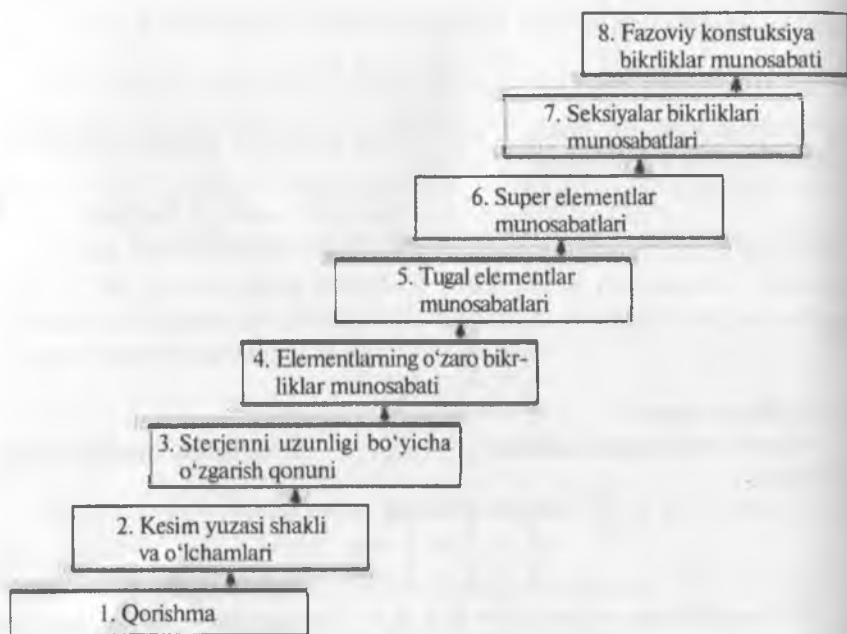 8. Fazoviy konstuksiya
bikrliklar munosabati
7. Seksiyalar bikrliklari
munosabatlari
6. Super elementlar
munosabatlari
5. Tugal elementlar
munosabatlari
4. Elementlarning o‘zaro bikr-
liklar munosabati
3. Sterjenni uzunligi bo‘yicha
o‘zgarish qonuni
2. Kesim yuzasi shakli
va o‘lchamlari
1. Qorishma